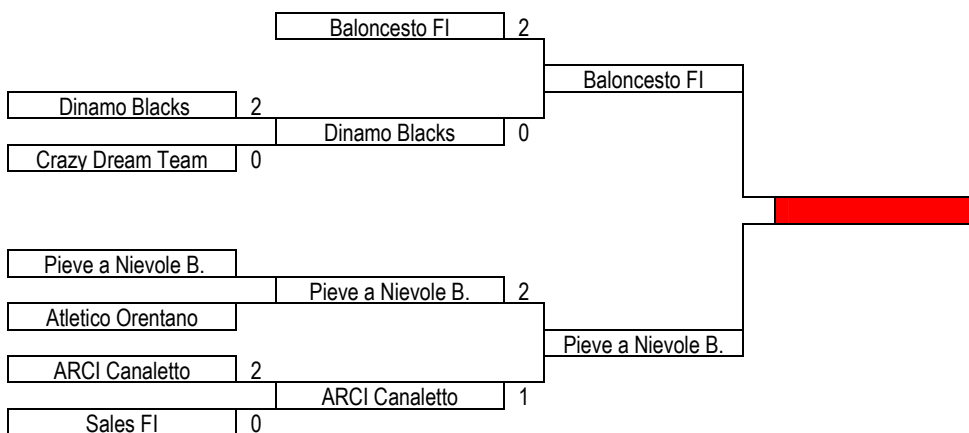 Baloncesto FI 2
Baloncesto FI
Dinamo Blacks 2
Dinamo Blacks 0
Crazy Dream Team 0
Pieve a Nievole B.
Pieve a Nievole B. 2
Atletico Orentano
Pieve a Nievole B.
ARCI Canaletto 2
ARCI Canaletto 1
Sales FI 0